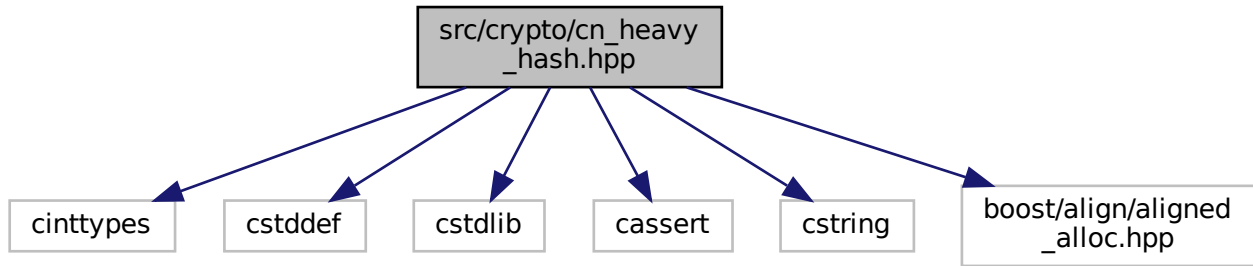 src/crypto/cn_heavy
_hash.hpp
cinttypes
cstddef
cstdlib
cassert
cstring
boost/align/aligned
_alloc.hpp